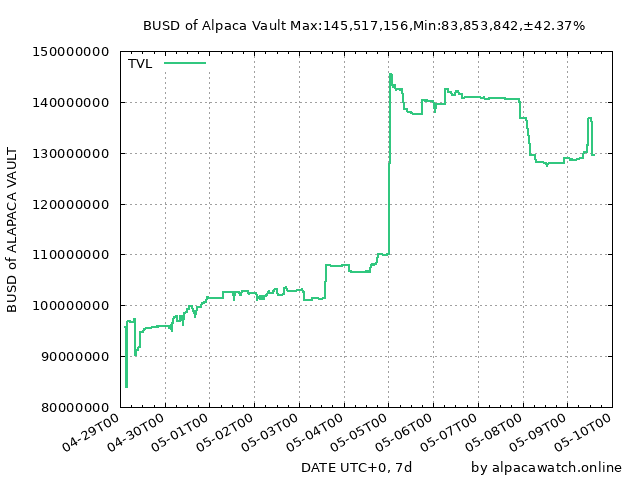 BUSD of Alpaca Vault Max:145,517,156,Min:83,853,842,±42.37%
TVL
150000000
140000000
130000000
120000000
110000000
100000000
90000000
80000000
BUSD of ALAPACA VAULT
04-29T00
04-30T00
05-01T00
05-02T00
05-03T00
05-04T00
05-05T00
05-06T00
05-07T00
05-08T00
05-09T00
05-10T00
DATE UTC+0, 7d
by alpacawatch.online